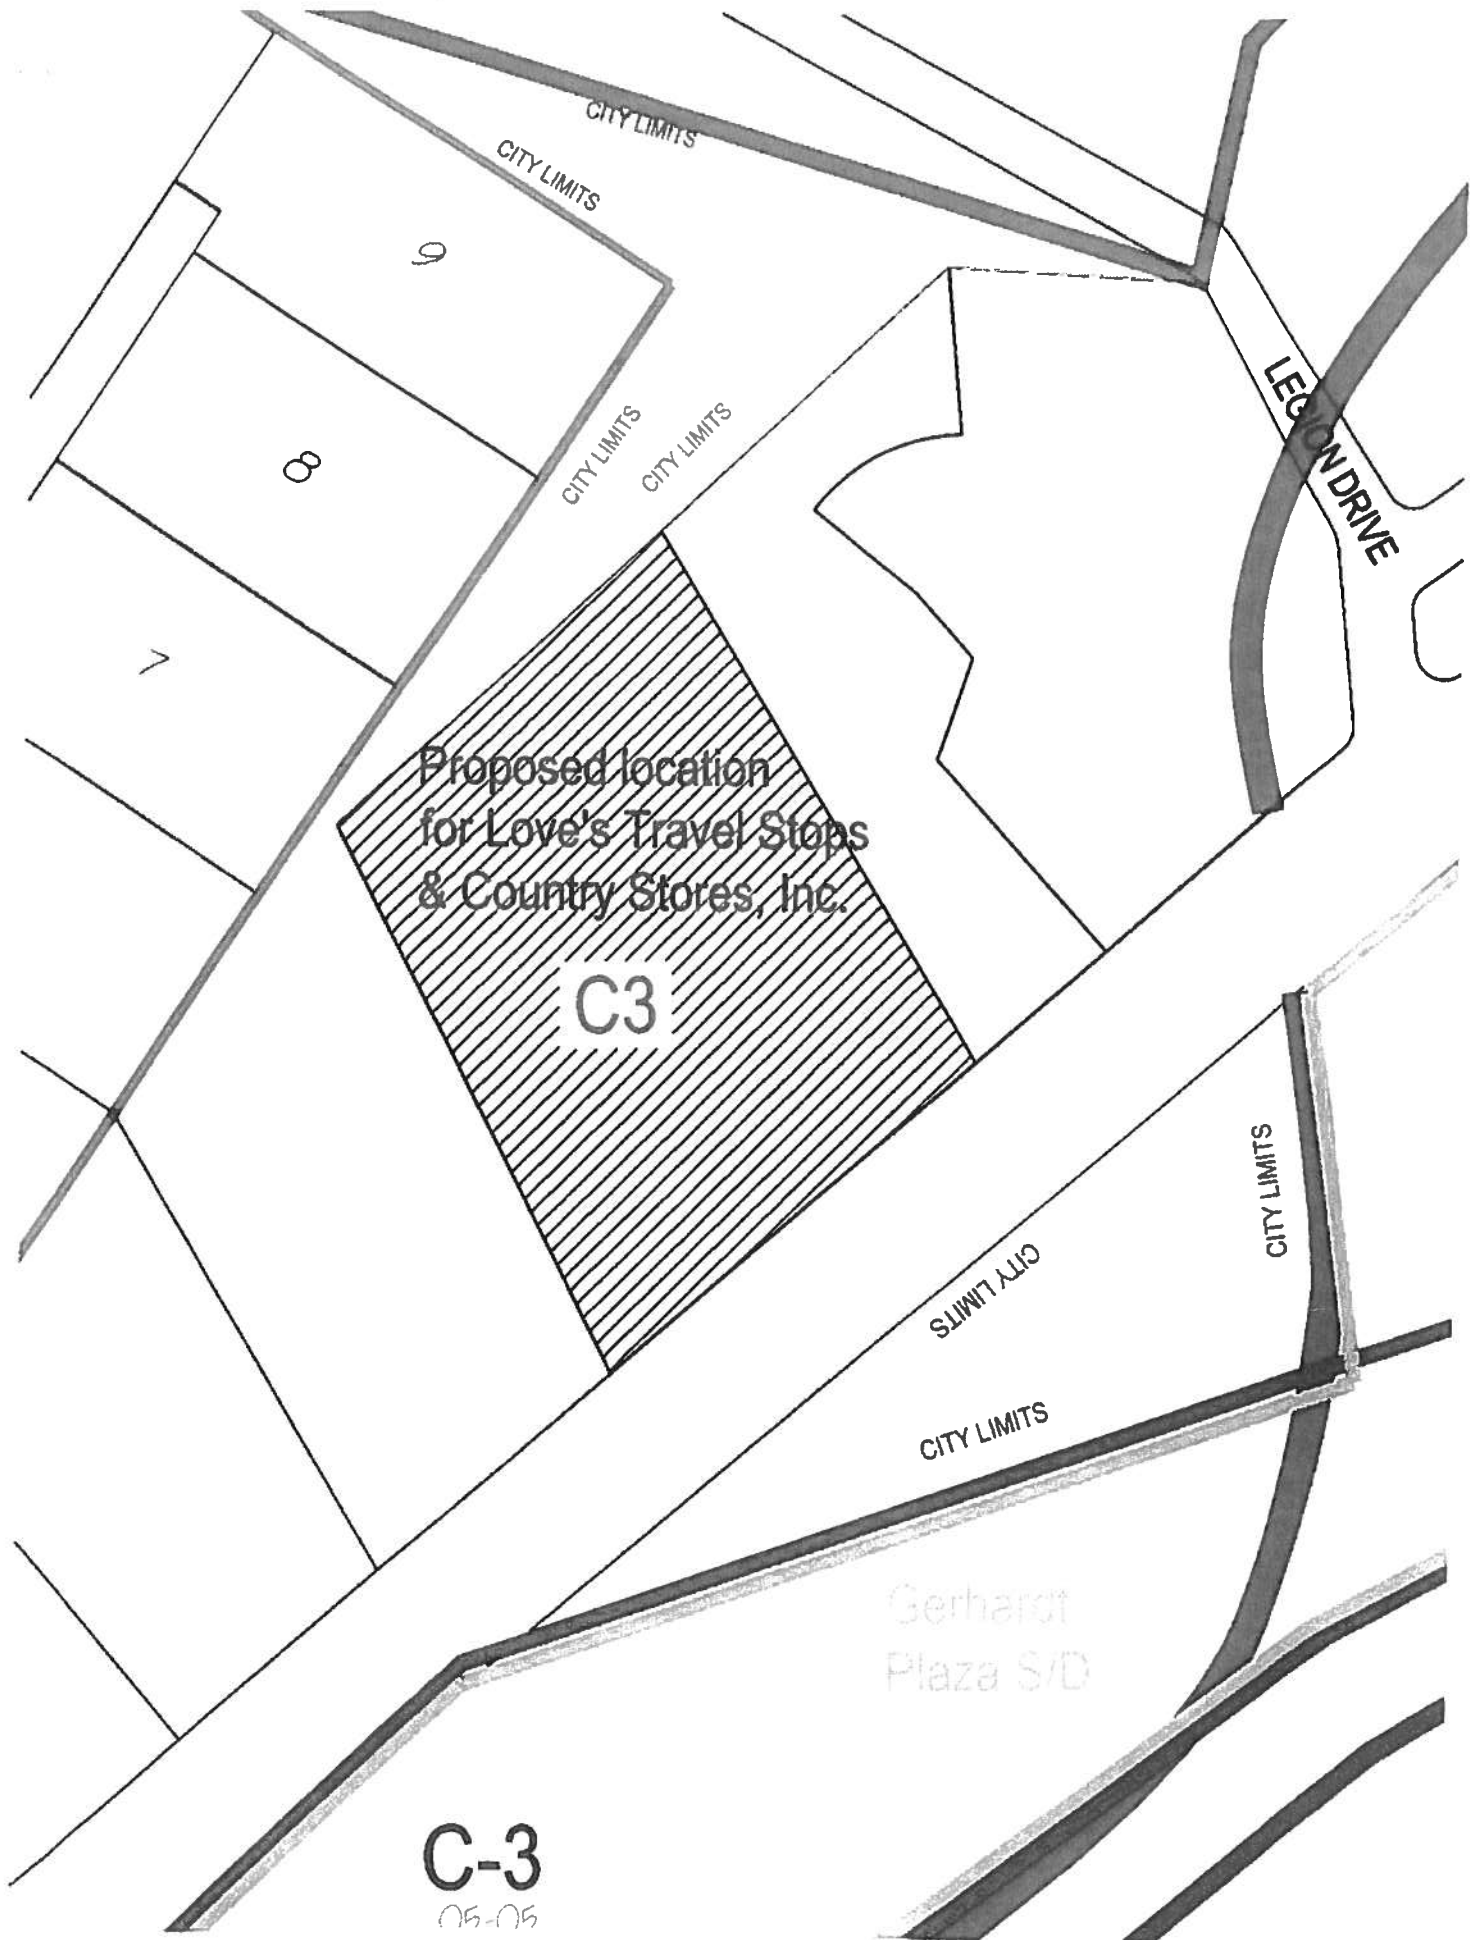 CITY LIMITS
CITY LIMITS
9
LEGION DRIVE
CITY LIMITS
CITY LIMITS
8
7
Proposed location
for Love's Travel Stops
& Country Stores, Inc.
C3
CITY LIMITS
CITY LIMITS
CITY LIMITS
Gerhardt
Plaza S/D
C-3
05-05